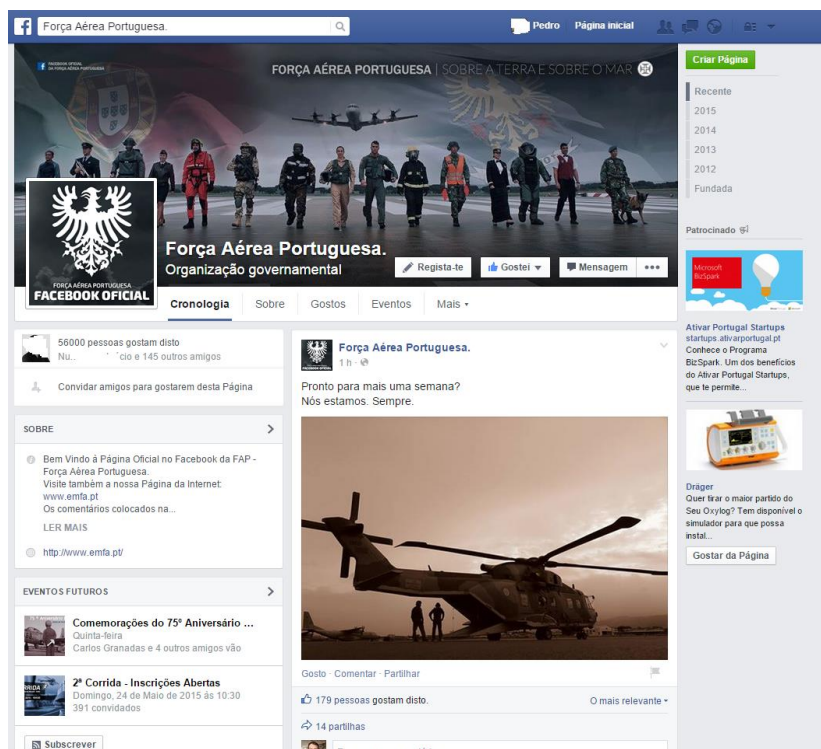 Força Aérea Portuguesa.
Pedro
Página inicial
FACEBOOK OFICIAL
DA FORÇA AÉREA PORTUGUESA
FORÇA AÉREA PORTUGUESA | SOBRE A TERRA E SOBRE O MAR
FORÇA AÉREA PORTUGUESA
FACEBOOK OFICIAL
Força Aérea Portuguesa.
Organização governamental
Regista-te
Gostei
Mensagem
Cronologia
Sobre
Gostos
Eventos
Mais
56000 pessoas gostam disto
Nu.. cio e 145 outros amigos
Convidar amigos para gostarem desta Página
SOBRE
Bem Vindo á Página Oficial no Facebook da FAP -
Força Aérea Portuguesa.
Visite também a nossa Página da Internet:
www.emfa.pt
Os comentários colocados na...
LER MAIS
http://www.emfa.pt/
EVENTOS FUTUROS
Comemorações do 75º Aniversário ...
Quinta-feira
Carlos Granadas e 4 outros amigos vão
2ª Corrida - Inscrições Abertas
Domingo, 24 de Maio de 2015 às 10:30
391 convidados
Subscrever
FACEBOOK OFICIAL
Força Aérea Portuguesa.
1 h
Pronto para mais uma semana?
Nós estamos. Sempre.
Gosto · Comentar · Partilhar
179 pessoas gostam disto.
O mais relevante
14 partilhas
Criar Página
Recente
2015
2014
2013
2012
Fundada
Patrocinado
Microsoft
BizSpark
Ativar Portugal Startups
startups.ativarportugal.pt
Conhece o Programa
BizSpark. Um dos benefícios
do Ativar Portugal Startups,
que te permite...
Dräger
Quer tirar o maior partido do
Seu Oxylog? Tem disponível o
simulador para que possa
instal...
Gostar da Página